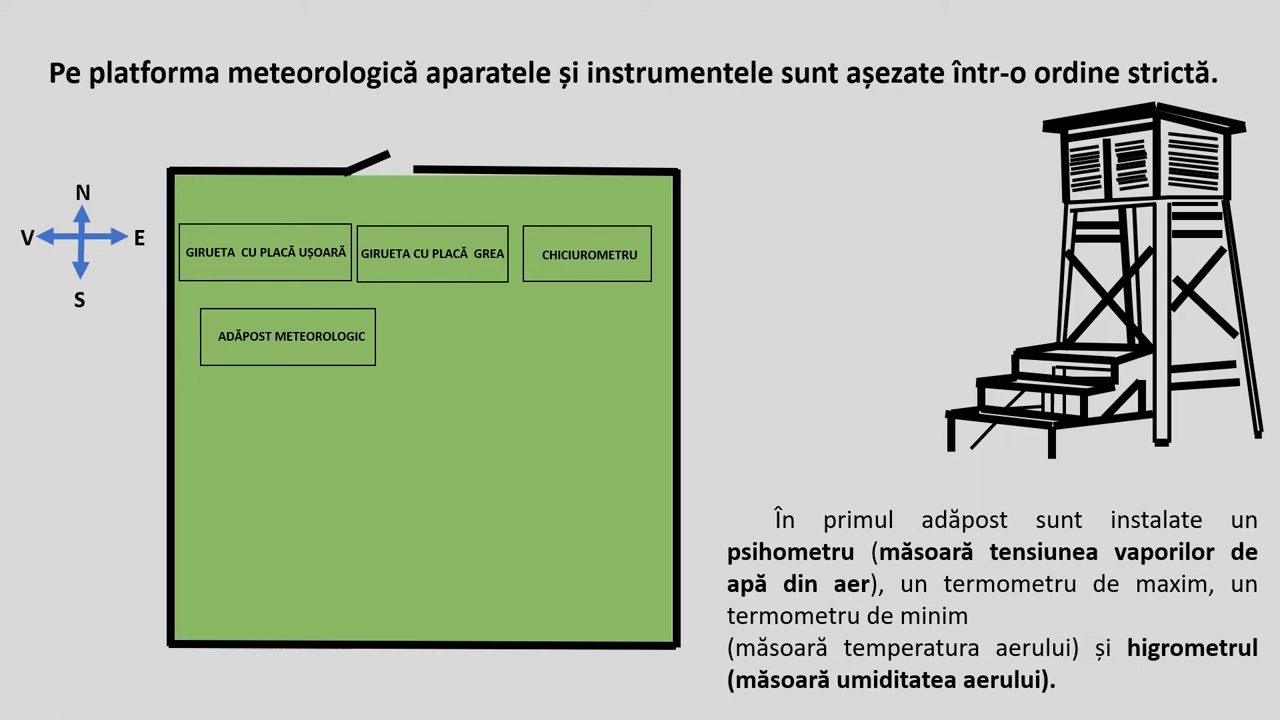 Pe platforma meteorologică aparatele și instrumentele sunt așezate într-o ordine strictă.
N
V
E
S
GIRUETA CU PLACĂ UȘOARĂ
GIRUETA CU PLACĂ GREA
CHICIUROMETRU
ADĂPOST METEOROLOGIC
În primul adăpost sunt instalate un
psihometru (măsoară tensiunea vaporilor de
apă din aer), un termometru de maxim, un
termometru de minim
(măsoară temperatura aerului) și higrometrul
(măsoară umiditatea aerului).